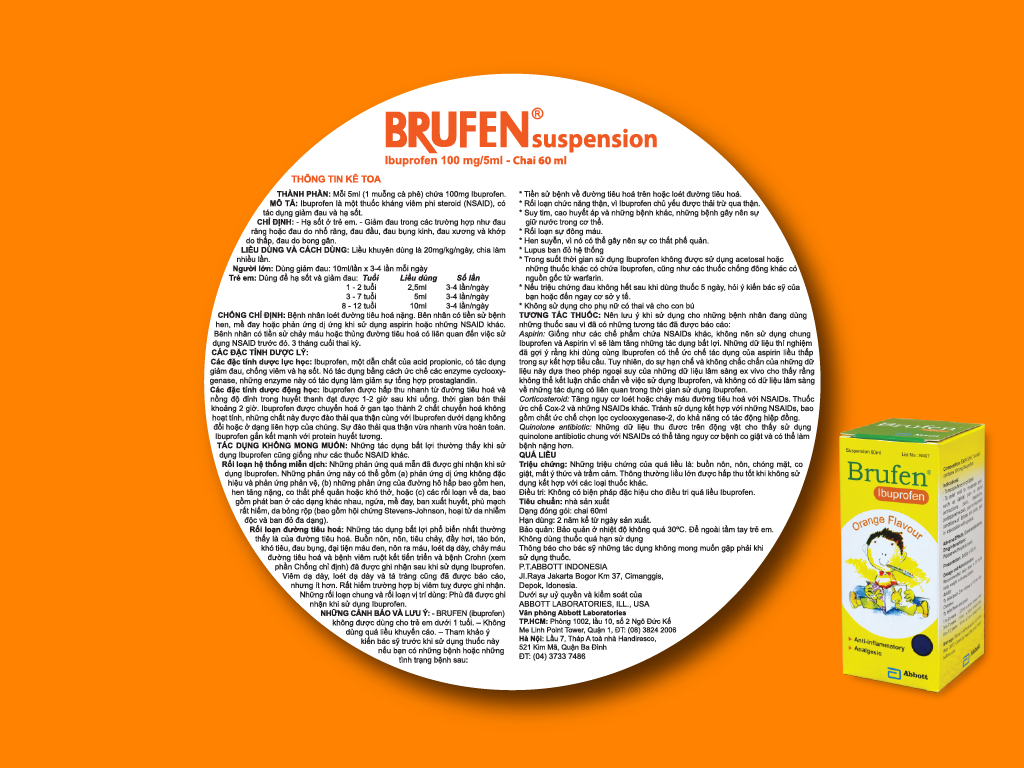 BRUFEN® suspension
Ibuprofen 100 mg/5ml - Chai 60 ml
THÔNG TIN KÊ TOA
THÀNH PHẦN: Mỗi 5ml (1 muỗng cà phê) chứa 100mg Ibuprofen.
MÔ TẢ: Ibuprofen là một thuốc kháng viêm phi steroid (NSAID), có
tác dụng giảm đau và hạ sốt.
CHỈ ĐỊNH: - Hạ sốt ở trẻ em. - Giảm đau trong các trường hợp như đau
răng hoặc đau do nhổ răng, đau đầu, đau bụng kinh, đau xương và khớp
do thấp, đau do bong gân.
LIỀU DÙNG VÀ CÁCH DÙNG: Liều khuyên dùng là 20mg/kg/ngày, chia làm
nhiều lần.
Người lớn: Dùng giảm đau: 10ml/lần x 3-4 lần mỗi ngày
Trẻ em: Dùng để hạ sốt và giảm đau: Tuổi Liều dùng Số lần
1 - 2 tuổi 2,5ml 3-4 lần/ngày
3 - 7 tuổi 5ml 3-4 lần/ngày
8 - 12 tuổi 10ml 3-4 lần/ngày
CHỐNG CHỈ ĐỊNH: Bệnh nhân loét đường tiêu hoá nặng. Bên nhân có tiền sử bệnh
hen, mề đay hoặc phản ứng dị ứng khi sử dụng aspirin hoặc những NSAID khác.
Bênh nhân có tiền sử chảy máu hoặc thủng đường tiêu hoá có liên quan đến việc sử
dụng NSAID trước đó. 3 tháng cuối thai kỳ.
CÁC ĐẶC TÍNH DƯỢC LÝ:
Các đặc tính dược lực học: Ibuprofen, một dẫn chất của acid propionic, có tác dụng
giảm đau, chống viêm và hạ sốt. Nó tác dụng bằng cách ức chế các enzyme cyclooxy-
genase, những enzyme này có tác dụng làm giảm sự tổng hợp prostaglandin.
Các đặc tính dược động học: Ibuprofen được hấp thu nhanh từ đường tiêu hoá và
nồng độ đỉnh trong huyết thanh đạt được 1-2 giờ sau khi uống. thời gian bán thải
khoảng 2 giờ. Ibuprofen được chuyển hoá ở gan tạo thành 2 chất chuyển hoá không
hoạt tính, những chất này được đào thải qua thận cùng với Ibuprofen dưới dạng không
đổi hoặc ở dạng liên hợp của chúng. Sự đào thải qua thận vừa nhanh vừa hoàn toàn.
Ibuprofen gắn kết mạnh với protein huyết tương.
TÁC DỤNG KHÔNG MONG MUỐN: Những tác dụng bất lợi thường thấy khi sử
dụng Ibuprofen cũng giống như các thuốc NSAID khác.
Rối loạn hệ thống miễn dịch: Những phản ứng quá mẫn đã được ghi nhận khi sử
dụng Ibuprofen. Những phản ứng này có thể gồm (a) phản ứng dị ứng không đặc
hiệu và phản ứng phản vệ, (b) những phản ứng của đường hô hấp bao gồm hen,
hen tăng nặng, co thắt phế quản hoặc khó thở, hoặc (c) các rối loạn về da, bao
gồm phát ban ở các dạng khác nhau, ngứa, mề đay, ban xuất huyết, phù mạch
rất hiếm, da bỏng rộp (bao gồm hội chứng Stevens-Johnson, hoại tử da nhiễm
độc và ban đỏ đa dạng).
Rối loạn đường tiêu hoá: Những tác dụng bất lợi phổ biến nhất thường
thấy là của đường tiêu hoá. Buồn nôn, nôn, tiêu chảy, đầy hơi, táo bón,
khó tiêu, đau bụng, đại tiện máu đen, nôn ra máu, loét dạ dày, chảy máu
đường tiêu hoá và bệnh viêm ruột kết tiến triển và bệnh Crohn (xem
phần Chống chỉ định) đã được ghi nhận sau khi sử dụng Ibuprofen.
Viêm dạ dày, loét dạ dày và tá tràng cũng đã được báo cáo,
nhưng ít hơn. Rất hiếm trường hợp bị viêm tuỵ được ghi nhận.
Những rối loạn chung và rối loạn vị trí dùng: Phù đã được ghi
nhận khi sử dụng Ibuprofen.
NHỮNG CẢNH BÁO VÀ LƯU Ý: - BRUFEN (ibuprofen)
không được dùng cho trẻ em dưới 1 tuổi. – Không
dùng quá liều khuyến cáo. – Tham khảo ý
kiến bác sỹ trước khi sử dụng thuốc này
nếu bạn có những bệnh hoặc những
tình trạng bệnh sau:
* Tiền sử bệnh về đường tiêu hoá trên hoặc loét đường tiêu hoá.
* Rối loạn chức năng thận, vì Ibuprofen chủ yếu được thải trừ qua thận.
* Suy tim, cao huyết áp và những bệnh khác, những bệnh gây nên sự
giữ nước trong cơ thể.
* Rối loạn sự đông máu.
* Hen suyễn, vì nó có thể gây nên sự co thắt phế quản.
* Lupus ban đỏ hệ thống
* Trong suốt thời gian sử dụng Ibuprofen không được sử dụng acetosal hoặc
những thuốc khác có chứa Ibuprofen, cũng như các thuốc chống đông khác có
nguồn gốc từ warfarin.
* Nếu triệu chứng đau không hết sau khi dùng thuốc 5 ngày, hỏi ý kiến bác sỹ của
bạn hoặc đến ngay cơ sở y tế.
* Không sử dụng cho phụ nữ có thai và cho con bú
TƯƠNG TÁC THUỐC: Nên lưu ý khi sử dụng cho những bệnh nhân đang dùng
những thuốc sau vì đã có những tương tác đã được báo cáo:
Aspirin: Giống như các chế phẩm chứa NSAIDs khác, không nên sử dụng chung
Ibuprofen và Aspirin vì sẽ làm tăng những tác dụng bất lợi. Những dữ liệu thí nghiệm
đã gợi ý rằng khi dùng cùng Ibuprofen có thể ức chế tác dụng của aspirin liều thấp
trong sự kết hợp tiểu cầu. Tuy nhiên, do sự hạn chế và không chắc chắn của những dữ
liệu này dựa theo phép ngoại suy của những dữ liệu lâm sàng ex vivo cho thấy rằng
không thể kết luận chắc chắn về việc sử dụng Ibuprofen, và không có dữ liệu lâm sàng
về những tác dụng có liên quan trong thời gian sử dụng Ibuprofen.
Corticosteroid: Tăng nguy cơ loét hoặc chảy máu đường tiêu hoá với NSAIDs. Thuốc
ức chế Cox-2 và những NSAIDs khác. Tránh sử dụng kết hợp với những NSAIDs, bao
gồm chất ức chế chọn lọc cyclooxygenase-2, do khả năng có tác động hiệp đồng.
Quinolone antibiotic: Những dữ liệu thu đươc trên động vật cho thấy sử dụng
quinolone antibiotic chung với NSAIDs có thể tăng nguy cơ bệnh co giật và có thể làm
bệnh nặng hơn.
QUÁ LIỀU
Triệu chứng: Những triệu chứng của quá liều là: buồn nôn, nôn, chóng mặt, co
giật, mất ý thức và trầm cảm. Thông thường liều lớn được hấp thu tốt khi không sử
dụng kết hợp với các loại thuốc khác.
Điều trị: Không có biện pháp đặc hiệu cho điều trị quá liều Ibuprofen.
Tiêu chuẩn: nhà sản xuất
Dạng đóng gói: chai 60ml
Hạn dùng: 2 năm kể từ ngày sản xuất.
Bảo quản: Bảo quản ở nhiệt độ không quá 30ºC. Để ngoài tầm tay trẻ em.
Không dùng thuốc quá hạn sử dụng
Thông báo cho bác sỹ những tác dụng không mong muốn gặp phải khi
sử dụng thuốc.
P.T.ABBOTT INDONESIA
Jl.Raya Jakarta Bogor Km 37, Cimanggis,
Depok, Idonesia.
Dưới sự uỷ quyền và kiểm soát của
ABBOTT LABORATORIES, ILL., USA
Văn phòng Abbott Laboratories
TP.HCM: Phòng 1002, lầu 10, số 2 Ngô Đức Kế
Me Linh Point Tower, Quận 1, ĐT: (08) 3824 2006
Hà Nội: Lầu 7, Tháp A toà nhà Handiresco,
521 Kim Mã, Quận Ba Đình
ĐT: (04) 3733 7486
Suspension 60ml
Brufen®
Ibuprofen
Orange Flavour
Anti-inflammatory
Analgesic
Abbott